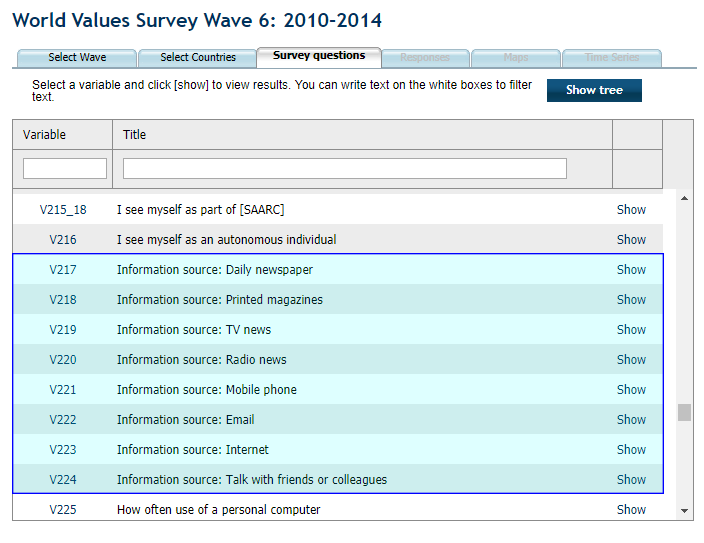 World Values Survey Wave 6: 2010-2014
Select Wave Select Countries Survey questions Responses Maps Time Series
Select a variable and click [show] to view results. You can write text on the white boxes to filter
text.
Show tree
Variable Title
V215_18 I see myself as part of [SAARC] Show
V216 I see myself as an autonomous individual Show
V217 Information source: Daily newspaper Show
V218 Information source: Printed magazines Show
V219 Information source: TV news Show
V220 Information source: Radio news Show
V221 Information source: Mobile phone Show
V222 Information source: Email Show
V223 Information source: Internet Show
V224 Information source: Talk with friends or colleagues Show
V225 How often use of a personal computer Show